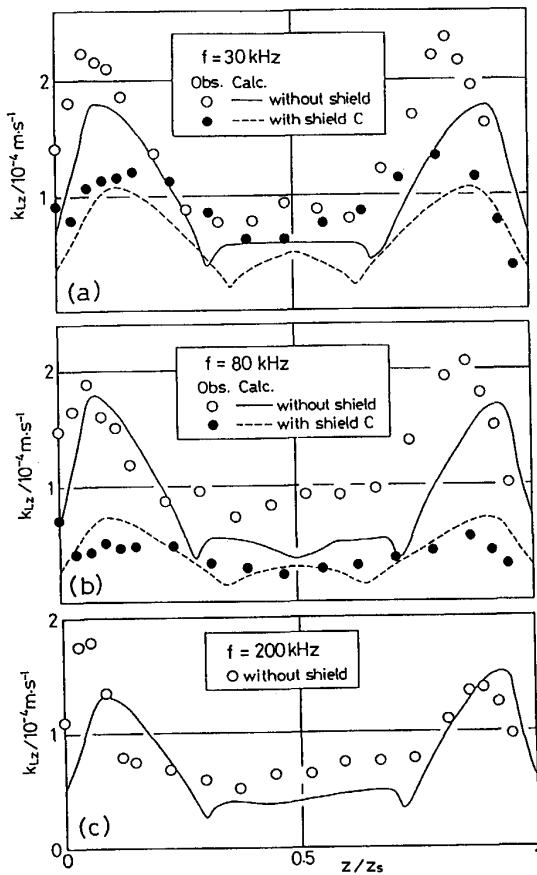 2
f = 30 kHz
Obs. Calc.
without shield
with shield C
1
k_Lz/10⁻⁴ m·s⁻¹
(a)
2
f = 80 kHz
Obs. Calc.
without shield
with shield C
1
k_Lz/10⁻⁴ m·s⁻¹
(b)
2
f = 200 kHz
without shield
1
k_Lz/10⁻⁴ m·s⁻¹
(c)
0
0
0.5
z/z_s